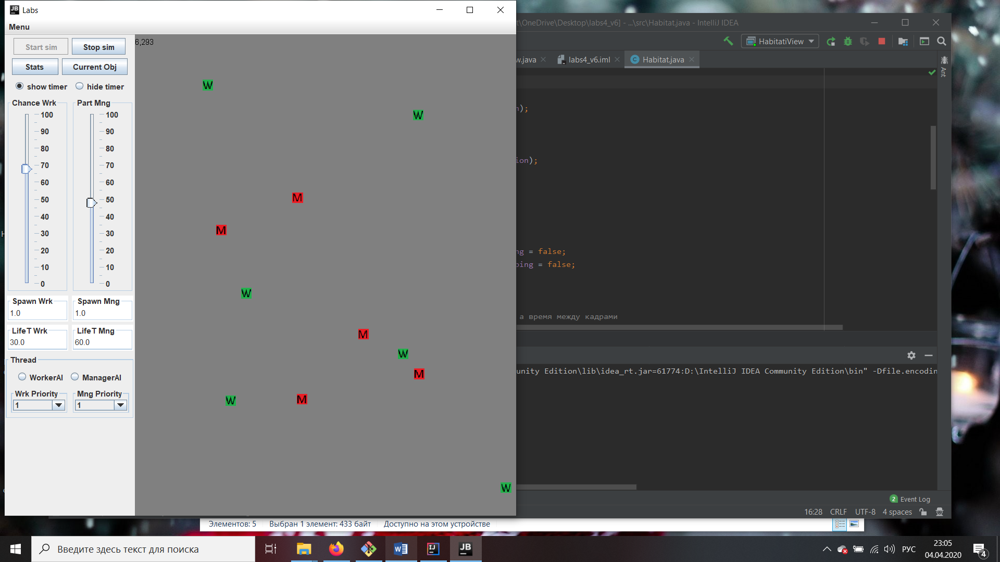 JB Labs
Menu
Start sim Stop sim
Stats Current Obj
show timer hide timer
Chance Wrk Part Mng
100 100
90 90
80 80
70 70
60 60
50 50
40 40
30 30
20 20
10 10
0 0
Spawn Wrk Spawn Mng
1.0 1.0
LifeT Wrk LifeT Mng
30.0 60.0
Thread
WorkerAI ManagerAI
Wrk Priority Mng Priority
1 1
6,293
W
W
M
M
W
M
W
M
W
M
W
\OneDrive\Desktop\labs4_v6] - ...\src\Habitat.java - IntelliJ IDEA
HabitatiView
.java labs4_v6.iml C Habitat.java
Ant
);
ion);
ng = false;
ping = false;
а время между кадрами
unity Edition\lib\idea_rt.jar=61774:D:\IntelliJ IDEA Community Edition\bin" -Dfile.encodin
2 Event Log
16:28 CRLF UTF-8 4 spaces
Элементов: 5 Выбран 1 элемент: 433 байт Доступно на этом устройстве
Введите здесь текст для поиска
W IJ JB
РУС
23:05
04.04.2020
4